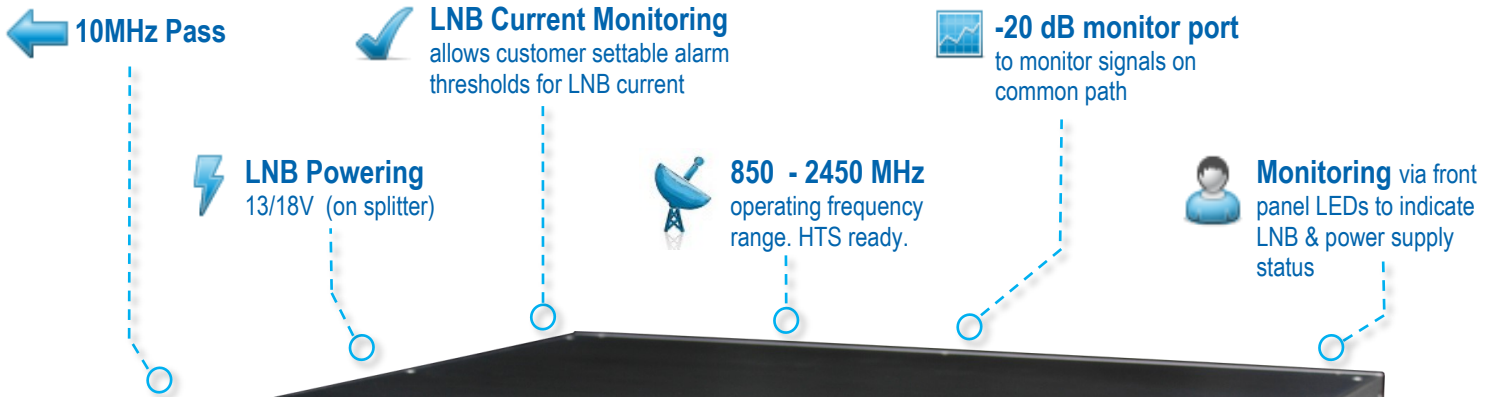 10MHz Pass
LNB Current Monitoring
allows customer settable alarm
thresholds for LNB current
-20 dB monitor port
to monitor signals on
common path
LNB Powering
13/18V (on splitter)
850 - 2450 MHz
operating frequency
range. HTS ready.
Monitoring via front
panel LEDs to indicate
LNB & power supply
status